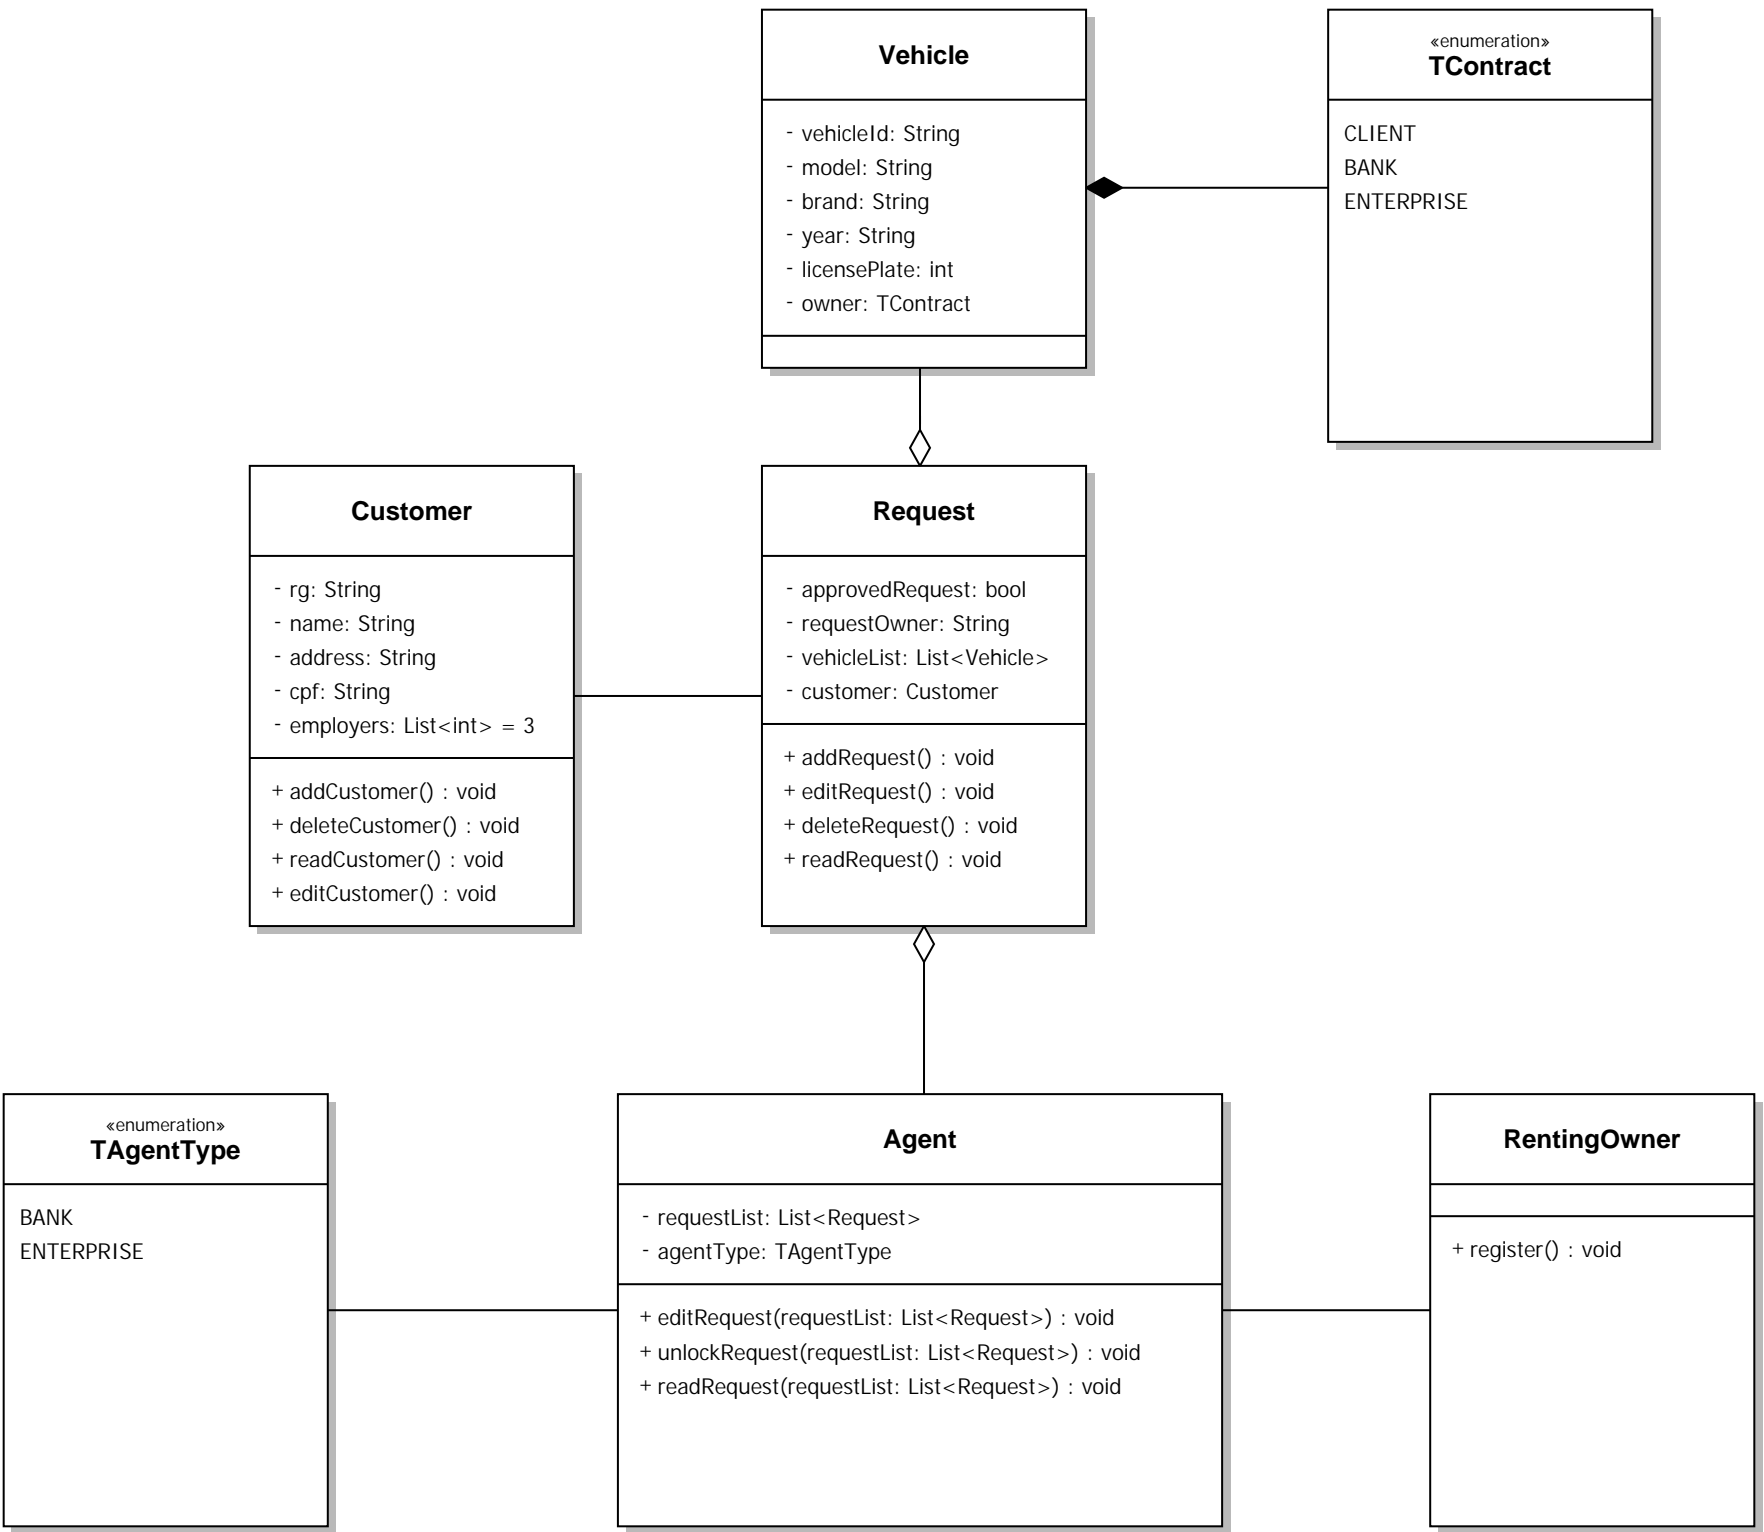 Vehicle
- vehicleId: String
- model: String
- brand: String
- year: String
- licensePlate: int
- owner: TContract
«enumeration»
TContract
CLIENT
BANK
ENTERPRISE
Customer
- rg: String
- name: String
- address: String
- cpf: String
- employers: List<int> = 3
+ addCustomer() : void
+ deleteCustomer() : void
+ readCustomer() : void
+ editCustomer() : void
Request
- approvedRequest: bool
- requestOwner: String
- vehicleList: List<Vehicle>
- customer: Customer
+ addRequest() : void
+ editRequest() : void
+ deleteRequest() : void
+ readRequest() : void
«enumeration»
TAgentType
BANK
ENTERPRISE
Agent
- requestList: List<Request>
- agentType: TAgentType
+ editRequest(requestList: List<Request>) : void
+ unlockRequest(requestList: List<Request>) : void
+ readRequest(requestList: List<Request>) : void
RentingOwner
+ register() : void